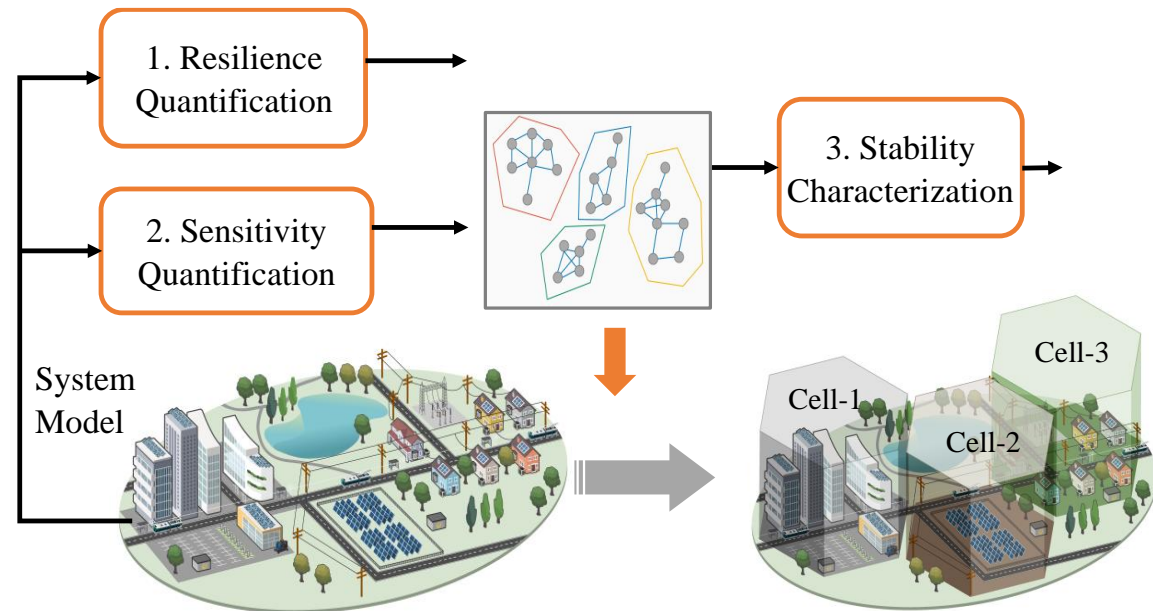 1. Resilience
Quantification
2. Sensitivity
Quantification
3. Stability
Characterization
System
Model
Cell-1
Cell-2
Cell-3